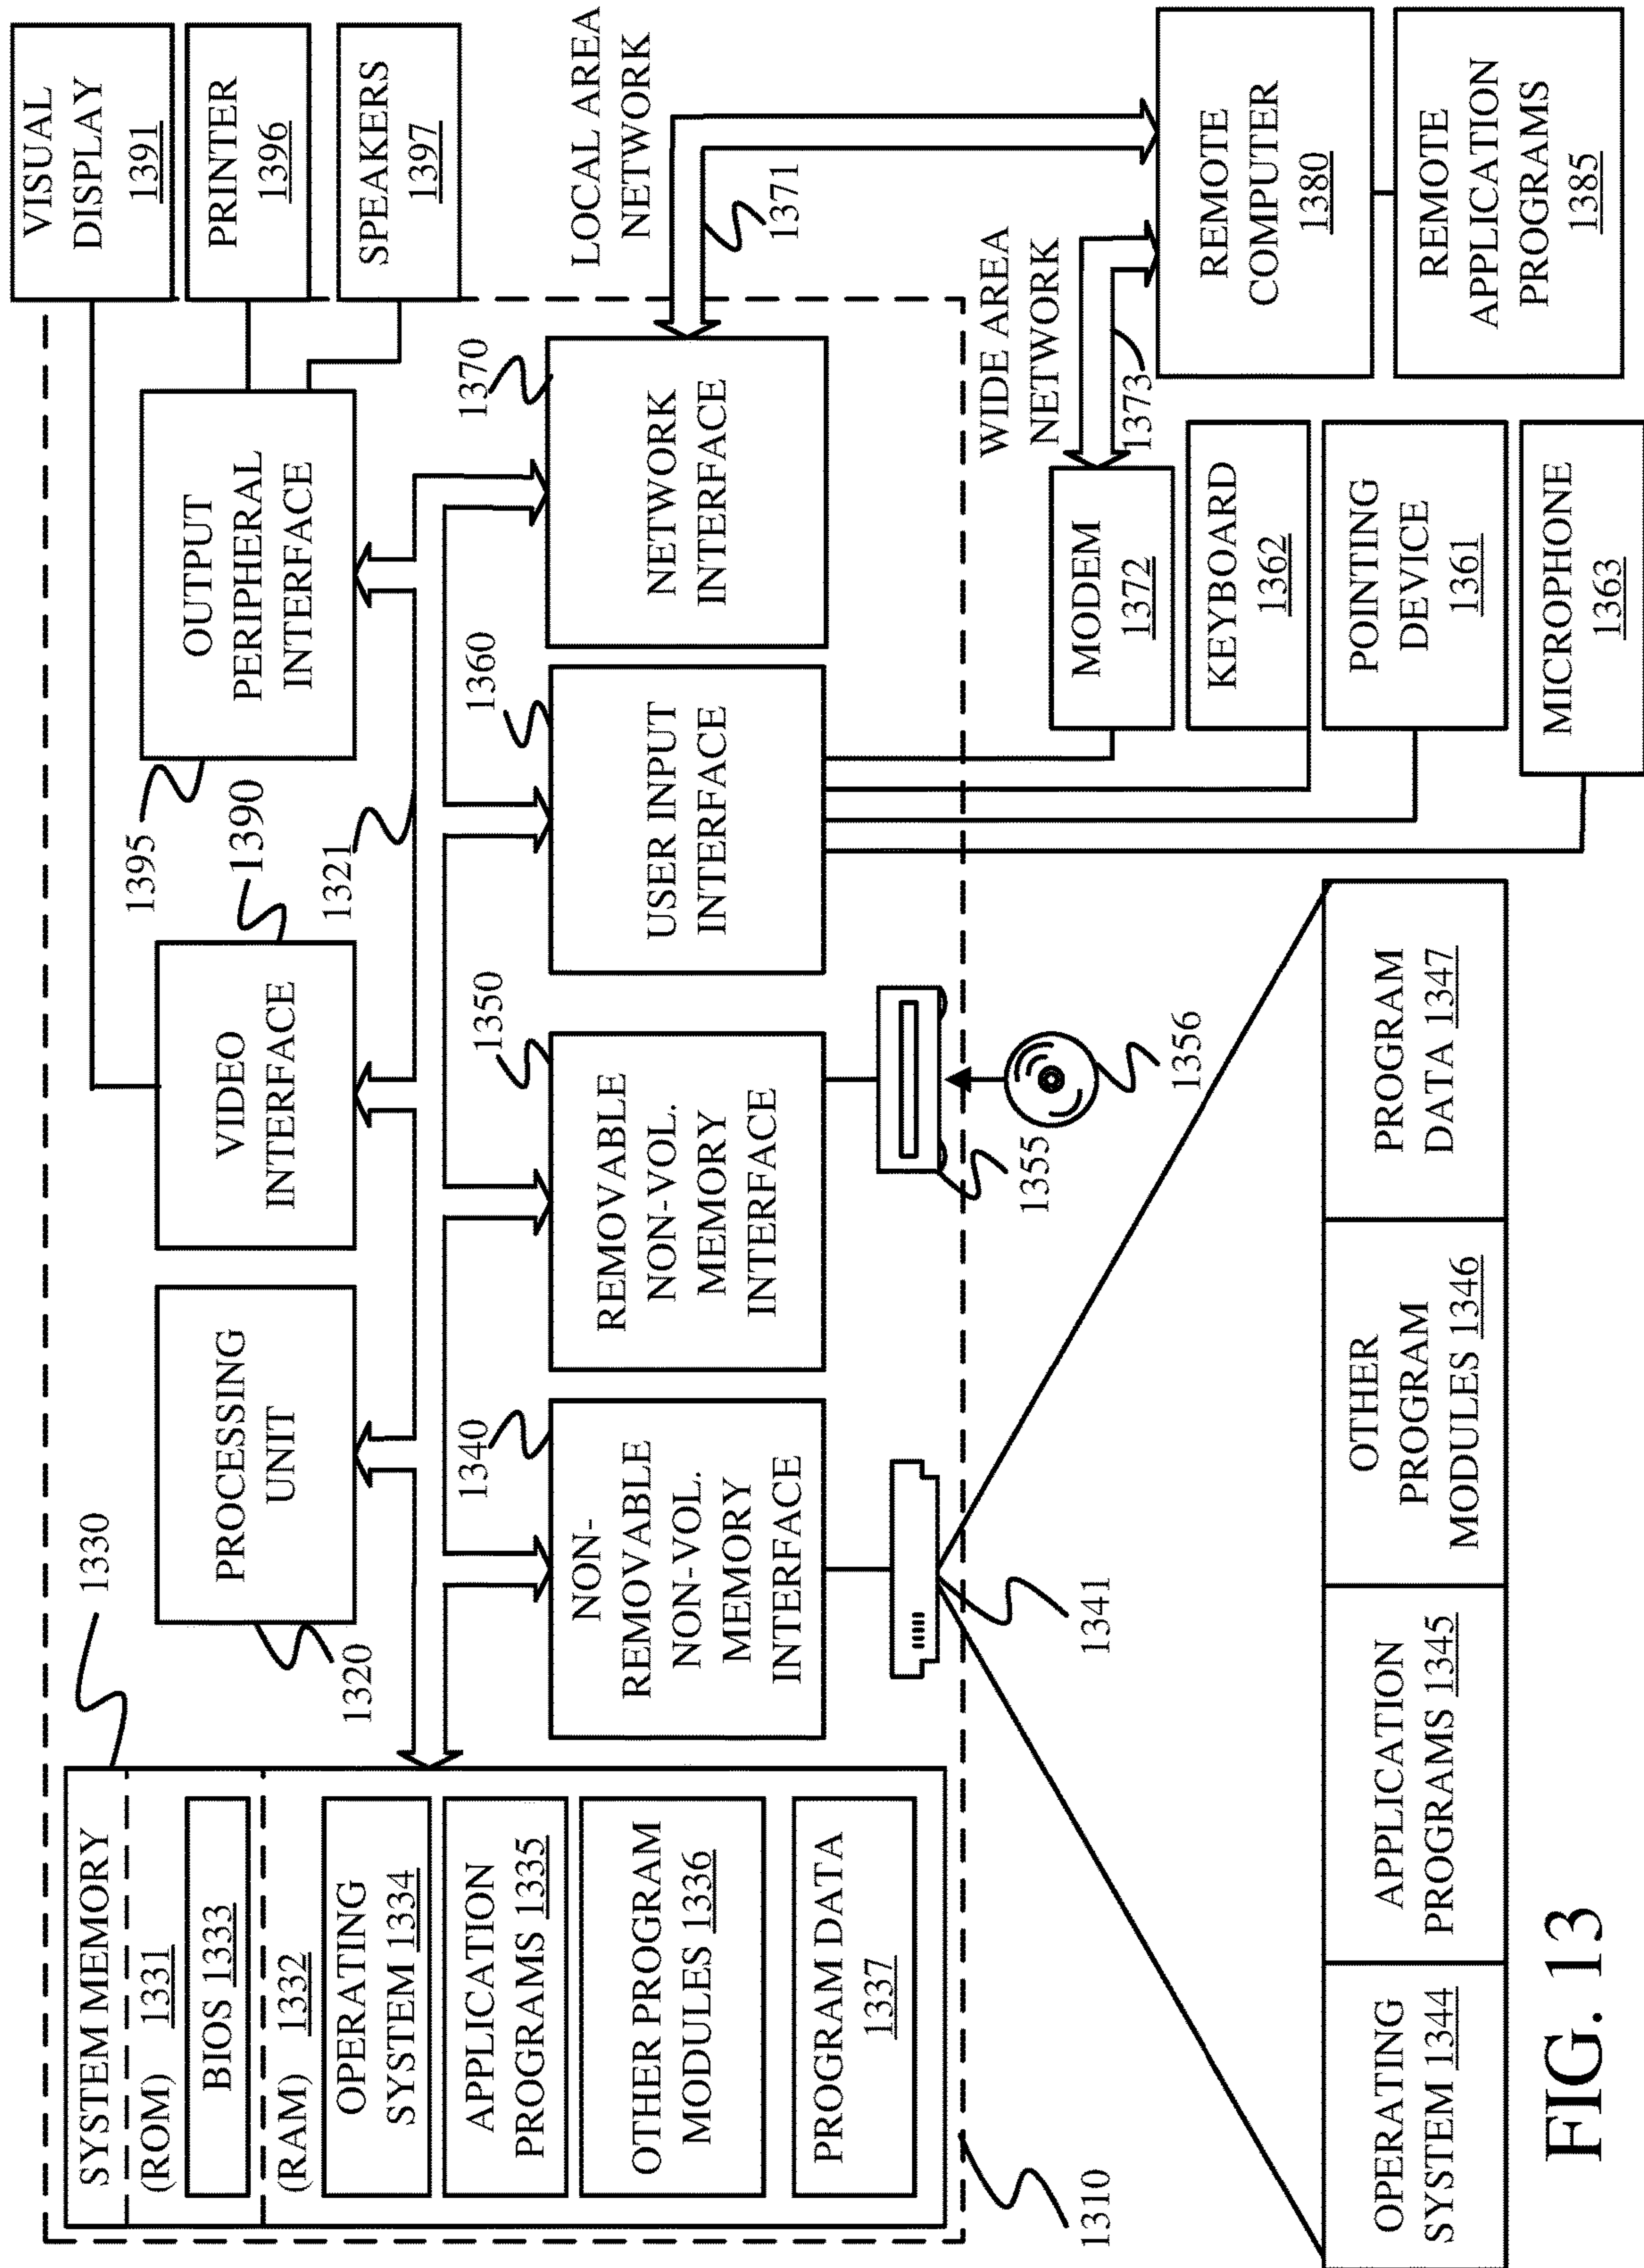 SYSTEM MEMORY
(ROM) 1331
BIOS 1333
(RAM) 1332
OPERATING
SYSTEM 1334
APPLICATION
PROGRAMS 1335
OTHER PROGRAM
MODULES 1336
PROGRAM DATA
1337
1310
1330
PROCESSING
UNIT
1320
VIDEO
INTERFACE
1390
1321
OUTPUT
PERIPHERAL
INTERFACE
1395
VISUAL
DISPLAY
1391
PRINTER
1396
SPEAKERS
1397
NON-
REMOVABLE
NON-VOL.
MEMORY
INTERFACE
1340
REMOVABLE
NON-VOL.
MEMORY
INTERFACE
1350
USER INPUT
INTERFACE
1360
NETWORK
INTERFACE
1370
LOCAL AREA
NETWORK
1371
1341
1355
1356
WIDE AREA
NETWORK
1373
MODEM
1372
KEYBOARD
1362
POINTING
DEVICE
1361
MICROPHONE
1363
REMOTE
COMPUTER
1380
REMOTE
APPLICATION
PROGRAMS
1385
OPERATING
SYSTEM 1344
APPLICATION
PROGRAMS 1345
OTHER
PROGRAM
MODULES 1346
PROGRAM
DATA 1347
FIG. 13